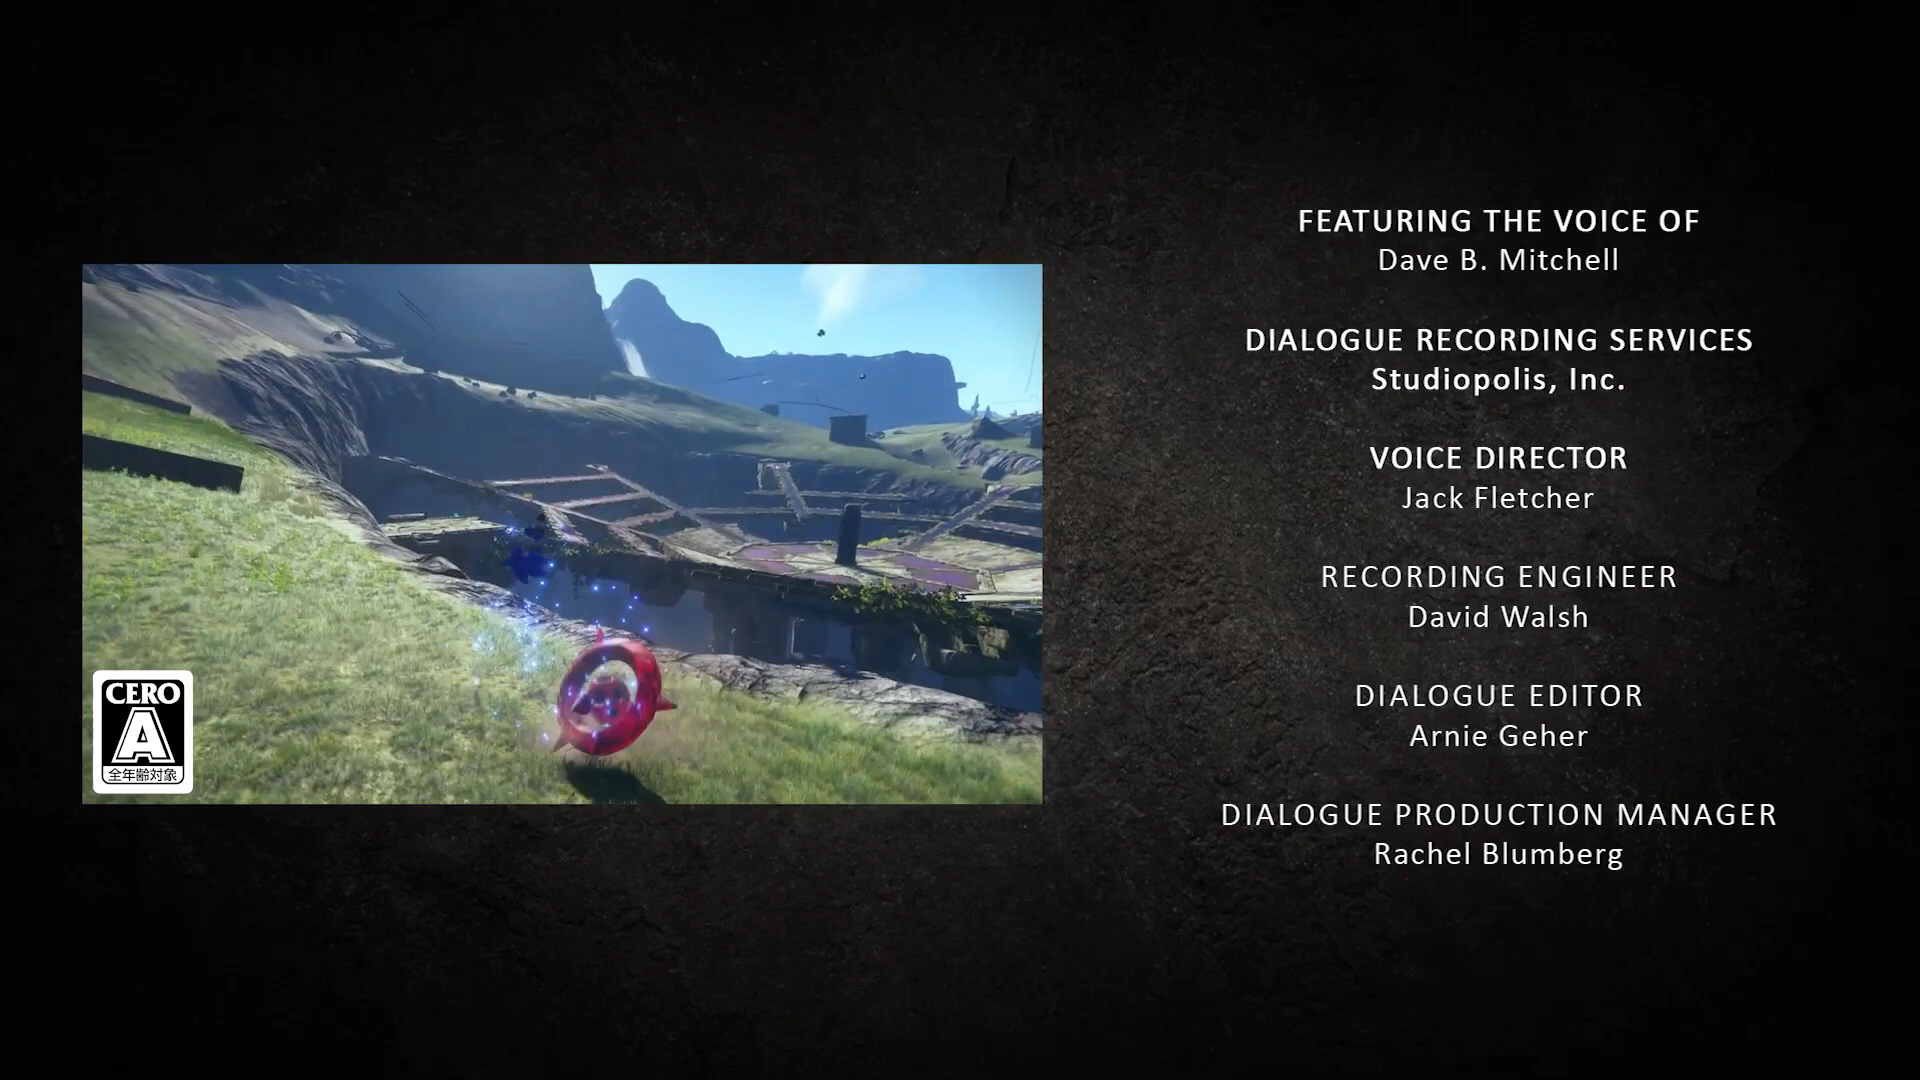 FEATURING THE VOICE OF
Dave B. Mitchell
DIALOGUE RECORDING SERVICES
Studiopolis, Inc.
VOICE DIRECTOR
Jack Fletcher
RECORDING ENGINEER
David Walsh
DIALOGUE EDITOR
Arnie Geher
DIALOGUE PRODUCTION MANAGER
Rachel Blumberg
CERO
A
全年齢対象